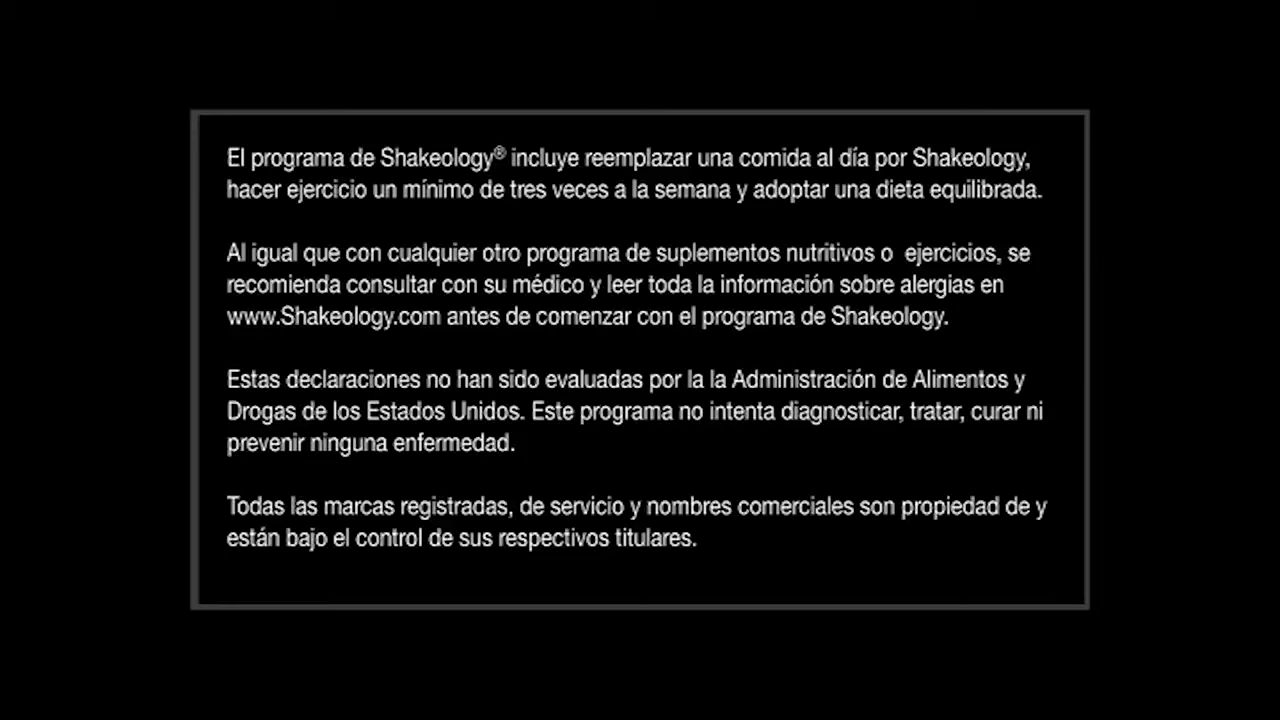 El programa de Shakeology® incluye reemplazar una comida al día por Shakeology,
hacer ejercicio un mínimo de tres veces a la semana y adoptar una dieta equilibrada.
Al igual que con cualquier otro programa de suplementos nutritivos o  ejercicios, se
recomienda consultar con su médico y leer toda la información sobre alergias en
www.Shakeology.com antes de comenzar con el programa de Shakeology.
Estas declaraciones no han sido evaluadas por la la Administración de Alimentos y
Drogas de los Estados Unidos. Este programa no intenta diagnosticar, tratar, curar ni
prevenir ninguna enfermedad.
Todas las marcas registradas, de servicio y nombres comerciales son propiedad de y
están bajo el control de sus respectivos titulares.